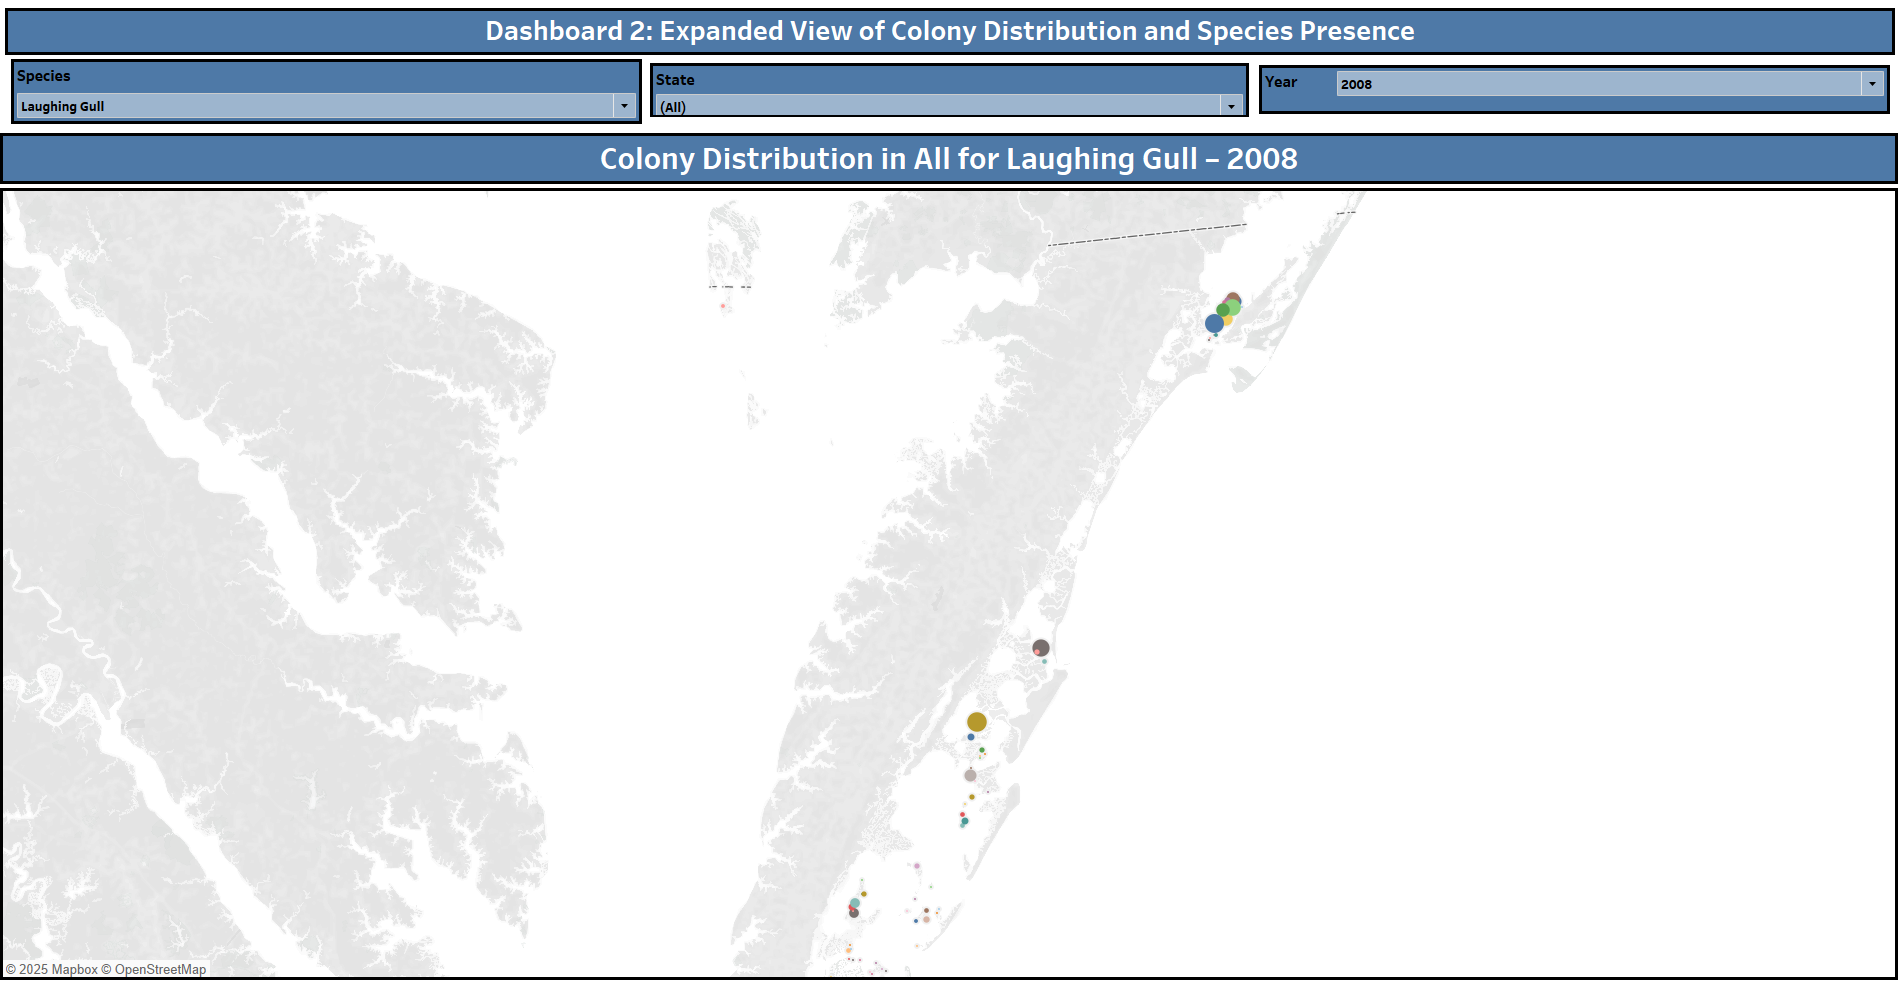 Dashboard 2: Expanded View of Colony Distribution and Species Presence
Species
Laughing Gull
State
(All)
Year
2008
Colony Distribution in All for Laughing Gull – 2008
© 2025 Mapbox © OpenStreetMap